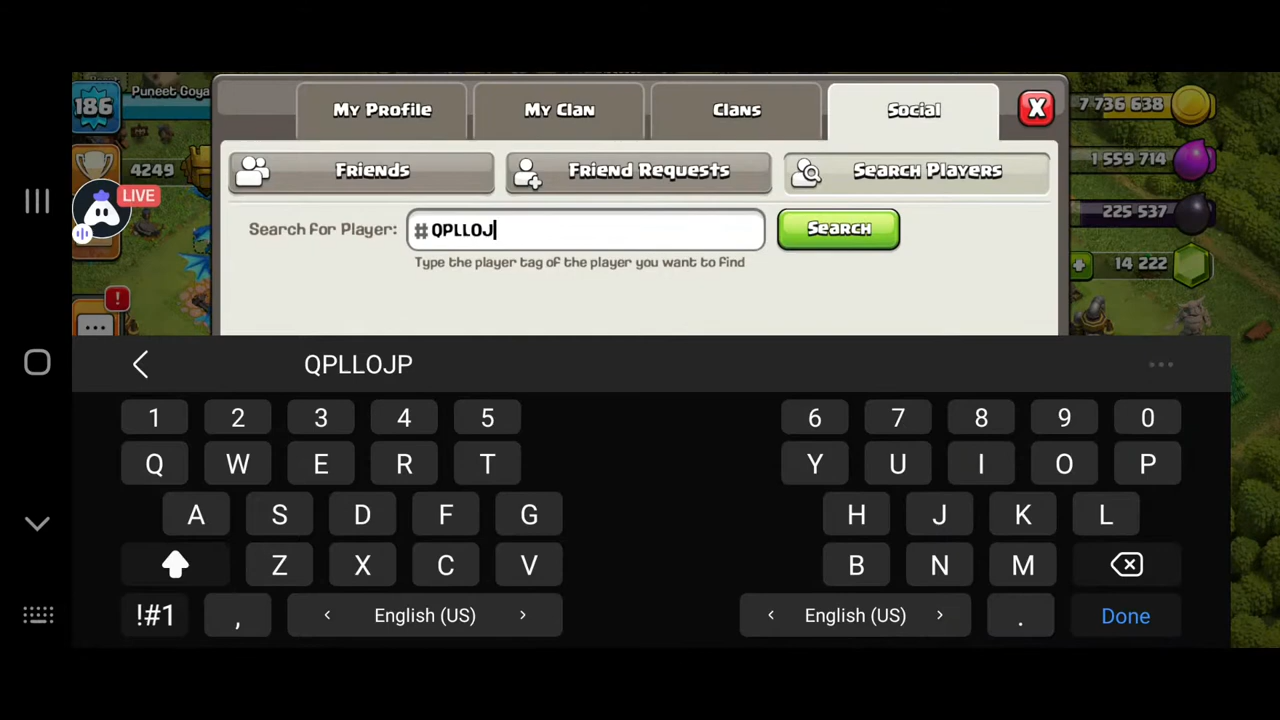 186
Puneet Goya
My Profile
My Clan
Clans
Social
X
7 736 638
4249
Friends
Friend Requests
Search Players
1 559 714
LIVE
225 537
Search for Player:
# QPLLOJ
Search
Type the player tag of the player you want to find
+
14 222
!
...
QPLLOJP
1 2 3 4 5 6 7 8 9 0
Q W E R T Y U I O P
A S D F G H J K L
Z X C V B N M
!#1 , < English (US) > < English (US) > . Done